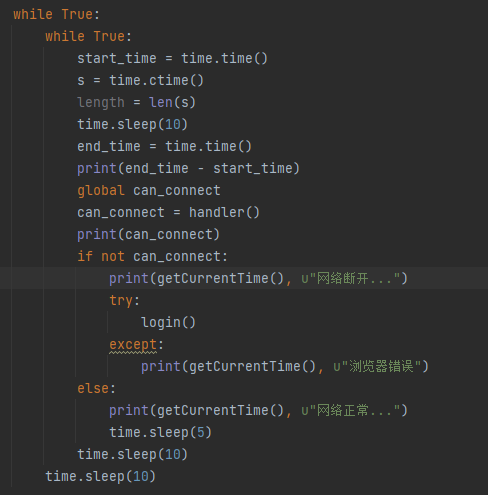 while True:
    while True:
        start_time = time.time()
        s = time.ctime()
        length = len(s)
        time.sleep(10)
        end_time = time.time()
        print(end_time - start_time)
        global can_connect
        can_connect = handler()
        print(can_connect)
        if not can_connect:
            print(getCurrentTime(), u"网络断开...")
            try:
                login()
            except:
                print(getCurrentTime(), u"浏览器错误")
        else:
            print(getCurrentTime(), u"网络正常...")
            time.sleep(5)
        time.sleep(10)
    time.sleep(10)